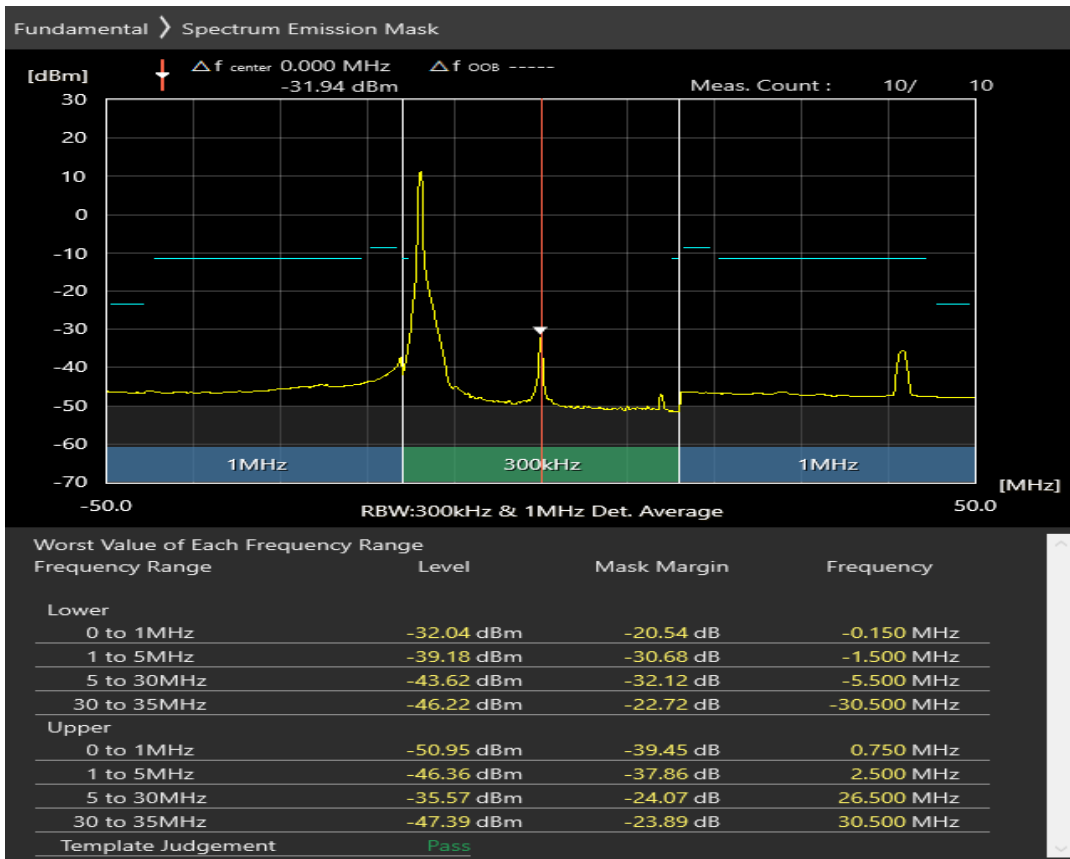 Fundamental ❭ Spectrum Emission Mask
[dBm] △f center 0.000 MHz △f OOB -----
-31.94 dBm Meas. Count : 10/ 10
30
20
10
0
-10
-20
-30
-40
-50
-60
1MHz 300kHz 1MHz
-70 [MHz]
-50.0 RBW:300kHz & 1MHz Det. Average 50.0
Worst Value of Each Frequency Range
Frequency Range Level Mask Margin Frequency
Lower
0 to 1MHz -32.04 dBm -20.54 dB -0.150 MHz
1 to 5MHz -39.18 dBm -30.68 dB -1.500 MHz
5 to 30MHz -43.62 dBm -32.12 dB -5.500 MHz
30 to 35MHz -46.22 dBm -22.72 dB -30.500 MHz
Upper
0 to 1MHz -50.95 dBm -39.45 dB 0.750 MHz
1 to 5MHz -46.36 dBm -37.86 dB 2.500 MHz
5 to 30MHz -35.57 dBm -24.07 dB 26.500 MHz
30 to 35MHz -47.39 dBm -23.89 dB 30.500 MHz
Template Judgement Pass